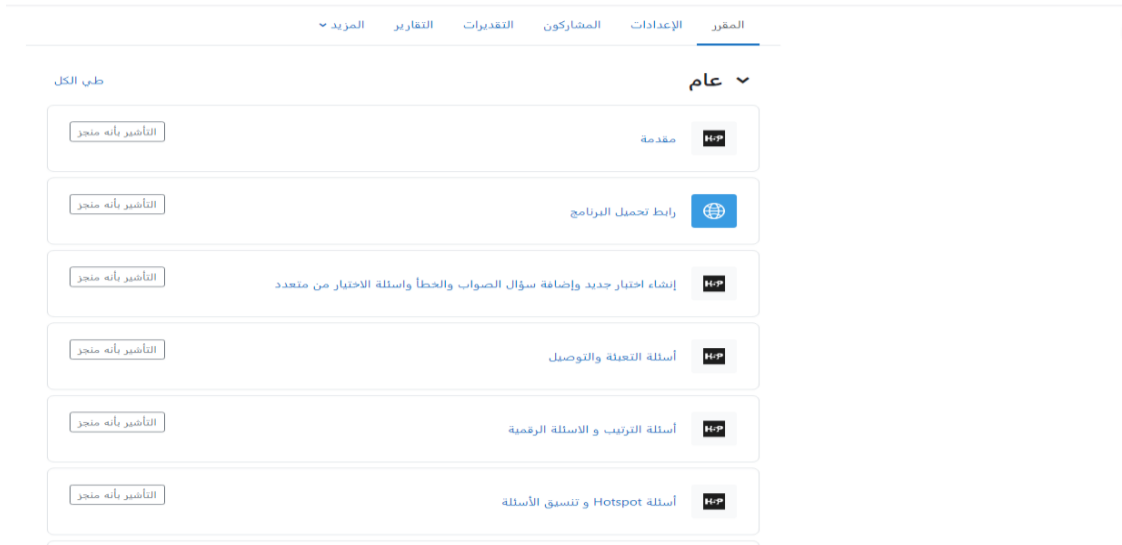 المقرر الإعدادات المشاركون التقديرات التقارير المزيد
عام
طي الكل
H-P مقدمة
التأشير بأنه منجز
رابط تحميل البرنامج
التأشير بأنه منجز
H-P إنشاء اختبار جديد وإضافة سؤال الصواب والخطأ واسئلة الاختيار من متعدد
التأشير بأنه منجز
H-P أسئلة التعبئة والتوصيل
التأشير بأنه منجز
H-P أسئلة الترتيب و الاسئلة الرقمية
التأشير بأنه منجز
H-P أسئلة Hotspot و تنسيق الأسئلة
التأشير بأنه منجز